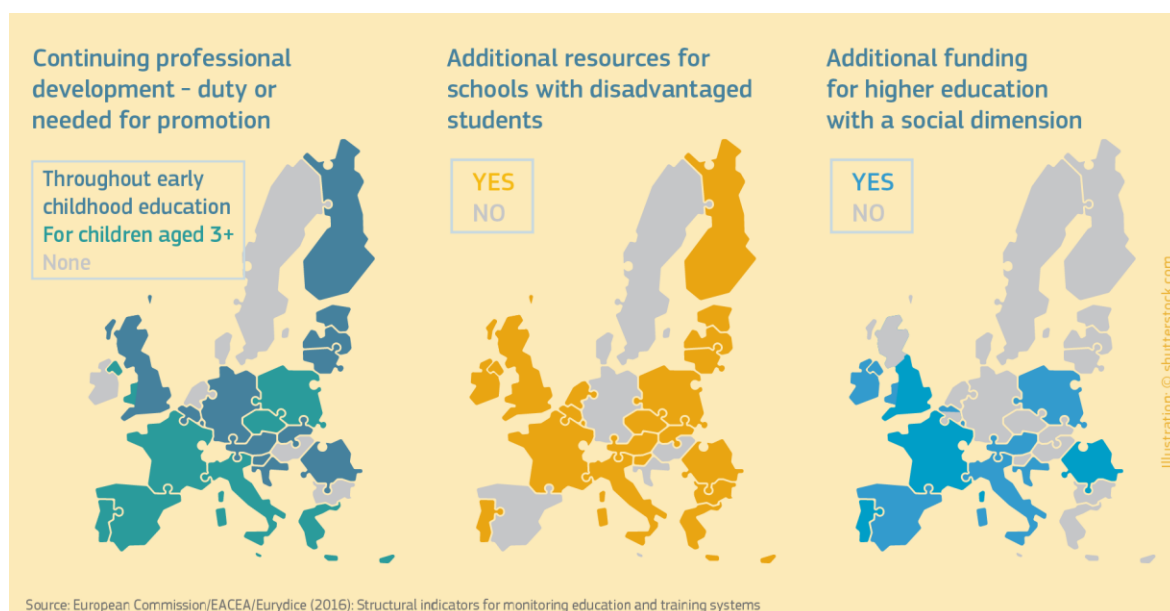 Continuing professional
development - duty or
needed for promotion
Throughout early
childhood education
For children aged 3+
None
Additional resources for
schools with disadvantaged
students
YES
NO
Additional funding
for higher education
with a social dimension
YES
NO
Illustration: © shutterstock.com
Source: European Commission/EACEA/Eurydice (2016): Structural indicators for monitoring education and training systems